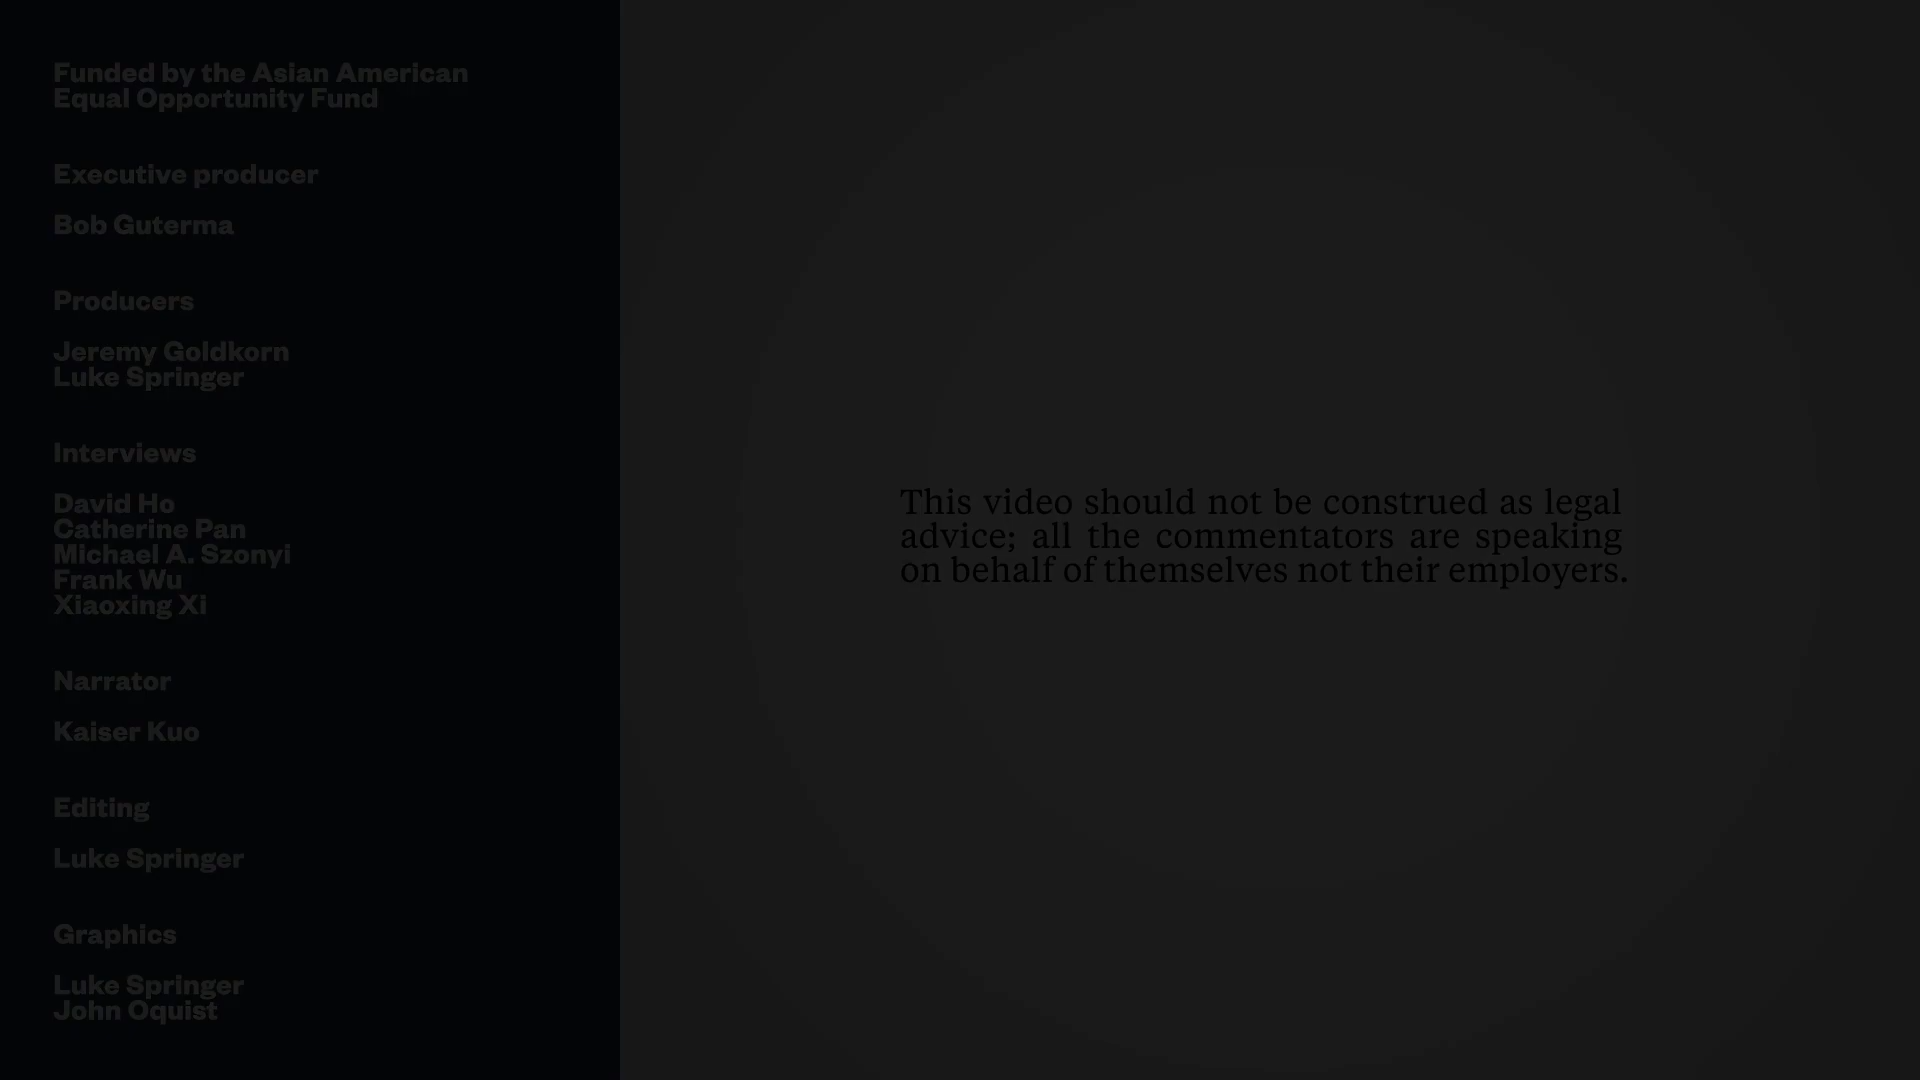 Funded by the Asian American
Equal Opportunity Fund
Executive producer
Bob Guterma
Producers
Jeremy Goldkorn
Luke Springer
Interviews
David Ho
Catherine Pan
Michael A. Szonyi
Frank Wu
Xiaoxing Xi
Narrator
Kaiser Kuo
Editing
Luke Springer
Graphics
Luke Springer
John Oquist
This video should not be construed as legal
advice; all the commentators are speaking
on behalf of themselves not their employers.